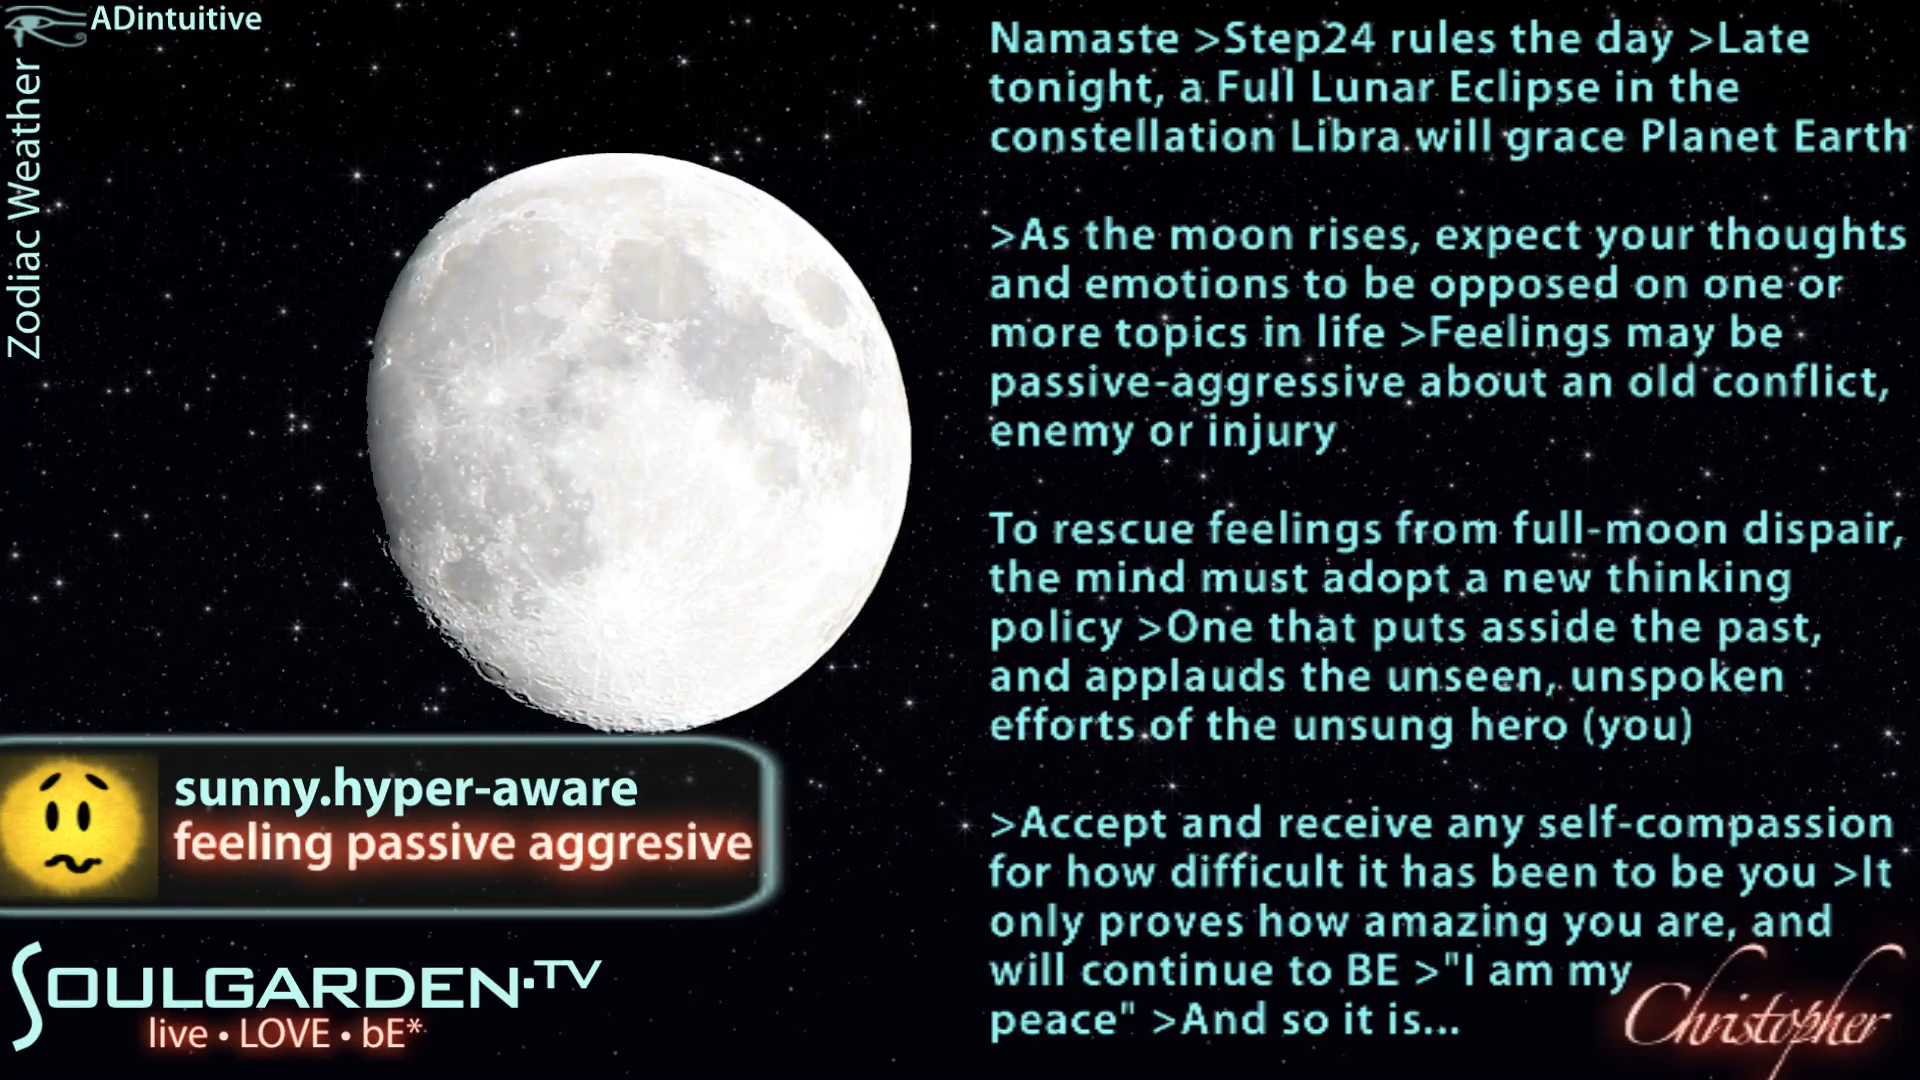 ADintuitive
Zodiac Weather
Namaste >Step24 rules the day >Late
tonight, a Full Lunar Eclipse in the
constellation Libra will grace Planet Earth
>As the moon rises, expect your thoughts
and emotions to be opposed on one or
more topics in life >Feelings may be
passive-aggressive about an old conflict,
enemy or injury
To rescue feelings from full-moon dispair,
the mind must adopt a new thinking
policy >One that puts asside the past,
and applauds the unseen, unspoken
efforts of the unsung hero (you)
>Accept and receive any self-compassion
for how difficult it has been to be you >It
only proves how amazing you are, and
will continue to BE >"I am my
peace" >And so it is...
Christopher
sunny.hyper-aware
feeling passive aggresive
SOULGARDEN.TV
live • LOVE • bE*